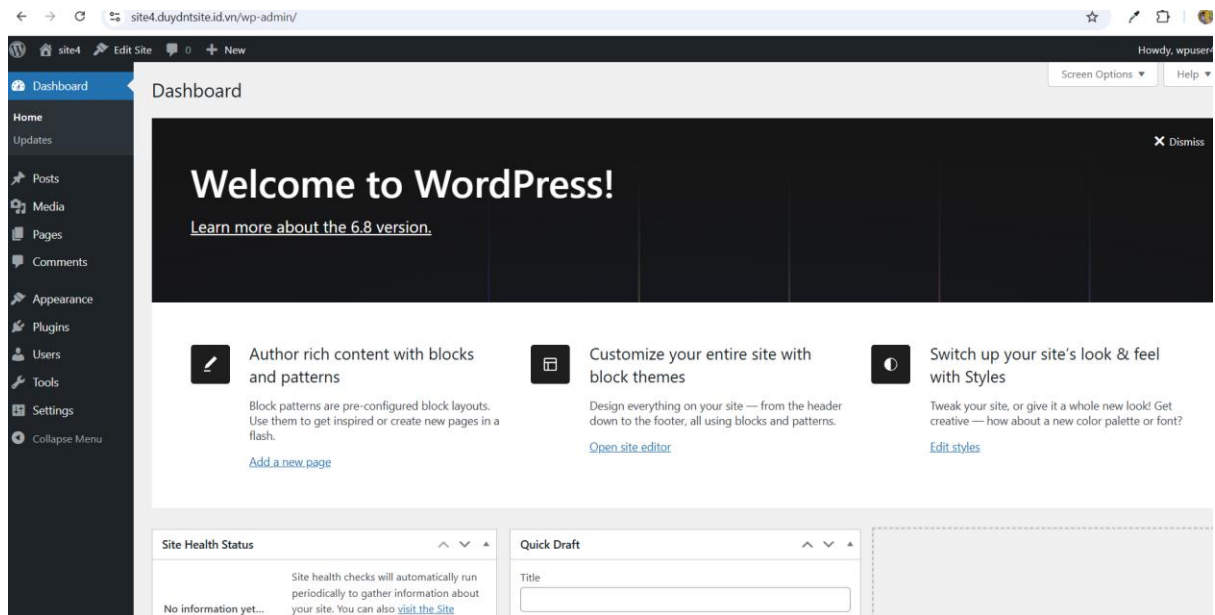 site4.duydntsite.id.vn/wp-admin/
site4 Edit Site 0 New
Howdy, wpuser4
Screen Options Help
Dashboard
Home
Updates
Posts
Media
Pages
Comments
Appearance
Plugins
Users
Tools
Settings
Collapse Menu
Dashboard
Dismiss
Welcome to WordPress!
Learn more about the 6.8 version.
Author rich content with blocks
and patterns
Block patterns are pre-configured block layouts.
Use them to get inspired or create new pages in a
flash.
Add a new page
Customize your entire site with
block themes
Design everything on your site — from the header
down to the footer, all using blocks and patterns.
Open site editor
Switch up your site’s look & feel
with Styles
Tweak your site, or give it a whole new look! Get
creative — how about a new color palette or font?
Edit styles
Site Health Status
No information yet...
Site health checks will automatically run
periodically to gather information about
your site. You can also visit the Site
Quick Draft
Title